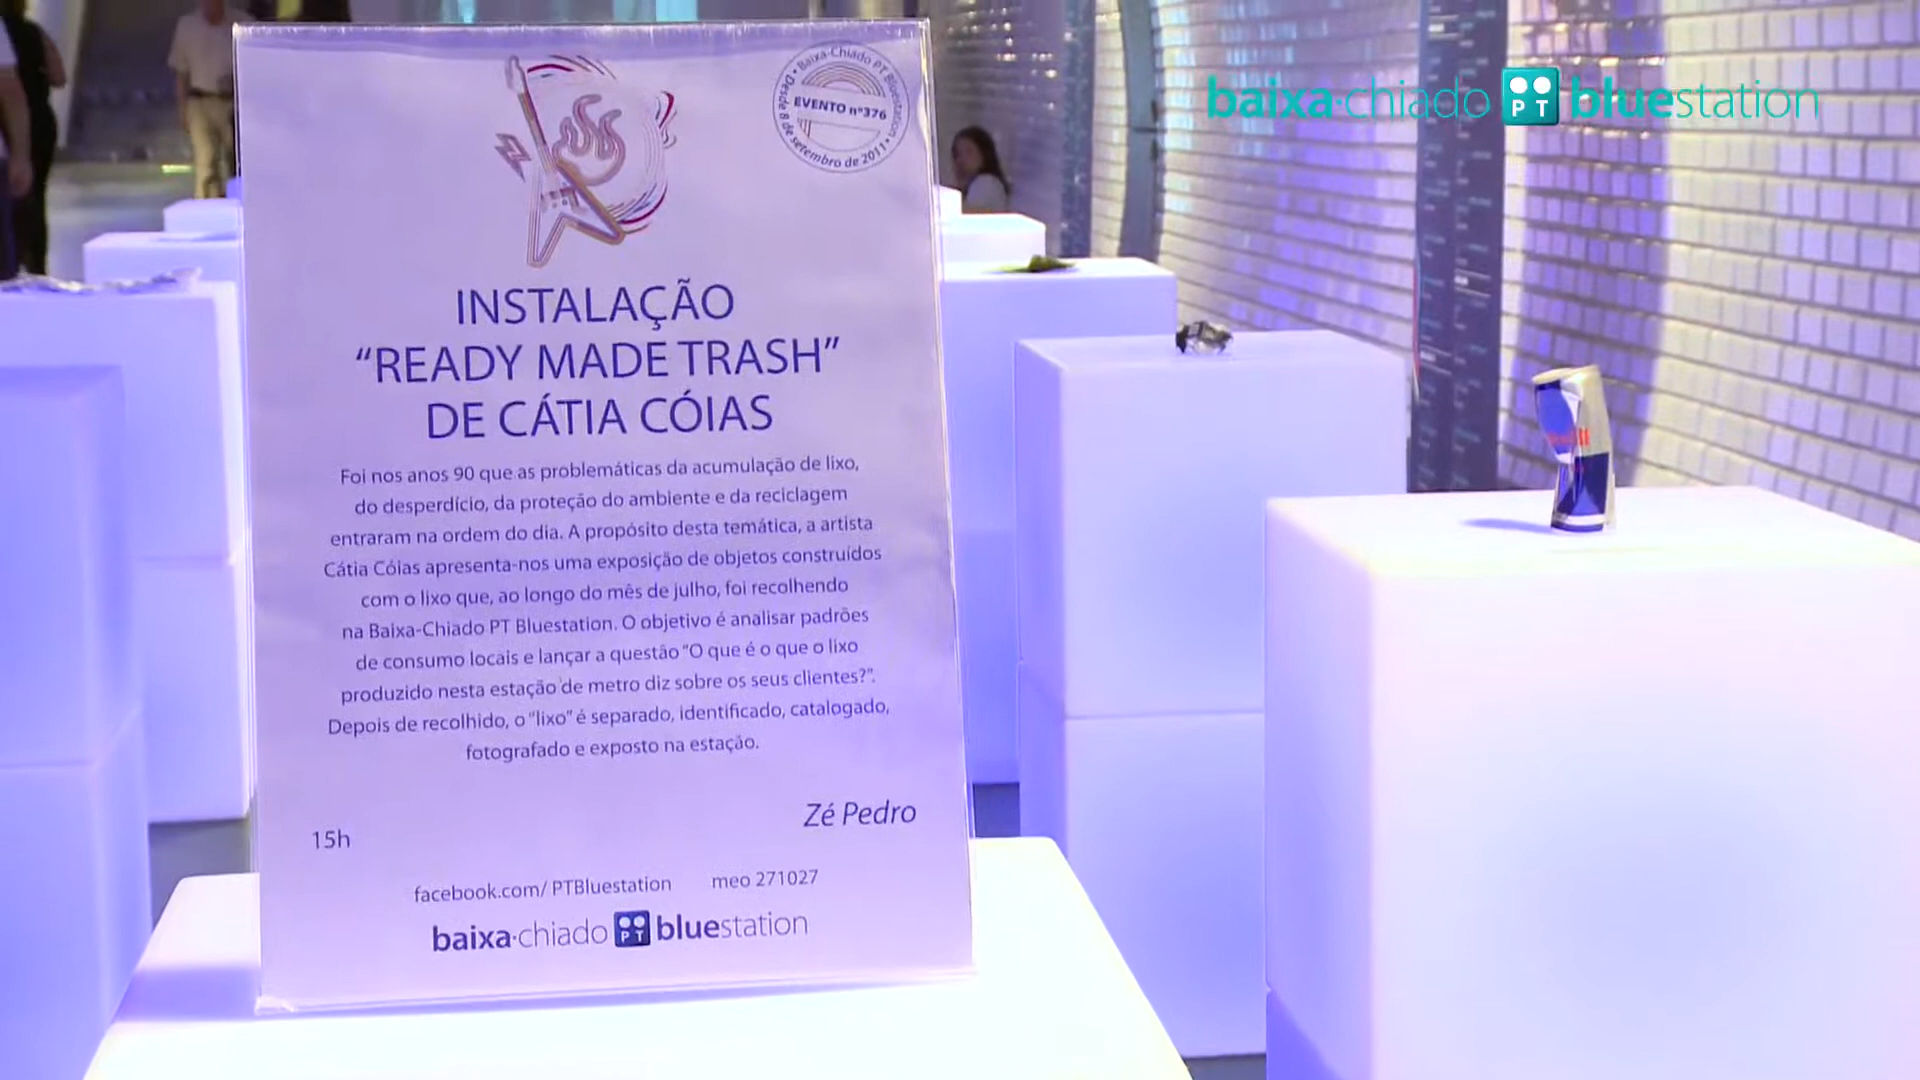 baixa·chiado PT bluestation
Baixa-Chiado PT Bluestation • Desde 8 de setembro de 2011 •
EVENTO nº376
INSTALAÇÃO
“READY MADE TRASH”
DE CÁTIA CÓIAS
Foi nos anos 90 que as problemáticas da acumulação de lixo,
do desperdício, da proteção do ambiente e da reciclagem
entraram na ordem do dia. A propósito desta temática, a artista
Cátia Cóias apresenta-nos uma exposição de objetos construídos
com o lixo que, ao longo do mês de julho, foi recolhendo
na Baixa-Chiado PT Bluestation. O objetivo é analisar padrões
de consumo locais e lançar a questão “O que é o que o lixo
produzido nesta estação de metro diz sobre os seus clientes?”.
Depois de recolhido, o “lixo” é separado, identificado, catalogado,
fotografado e exposto na estação.
Zé Pedro
15h
facebook.com/ PTBluestation meo 271027
baixa·chiado PT bluestation